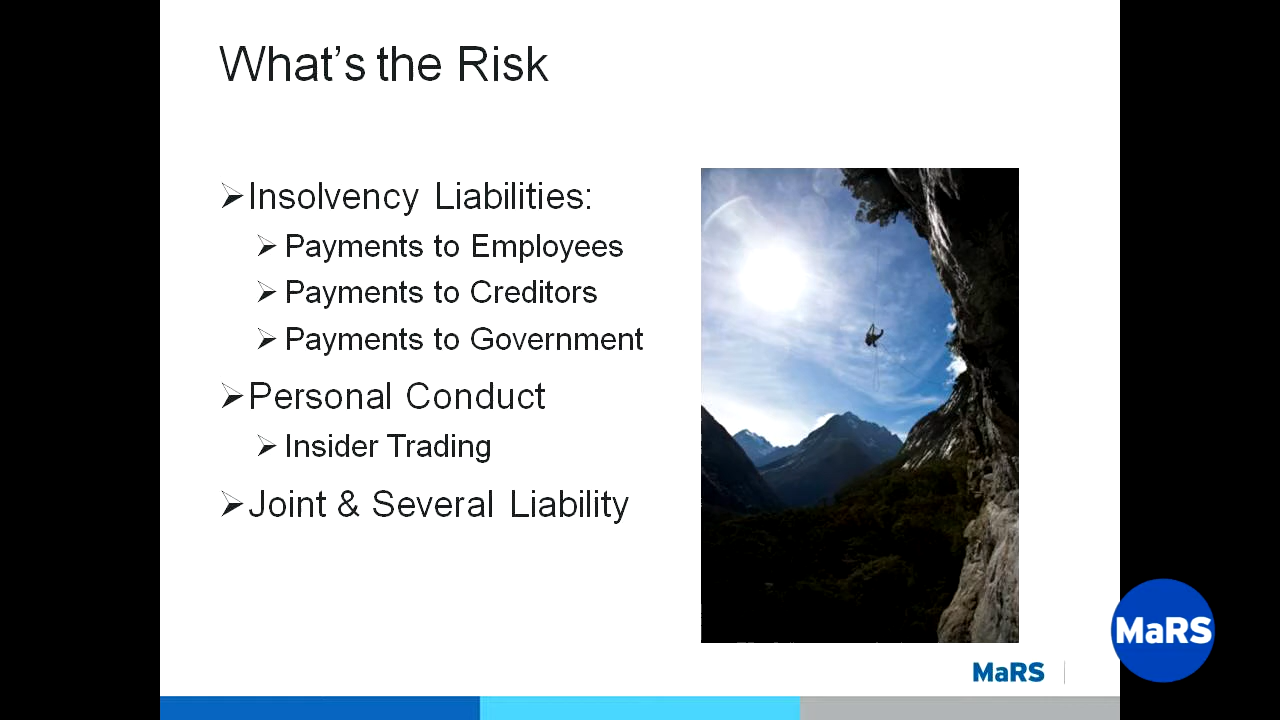 What's the Risk
Insolvency Liabilities:
Payments to Employees
Payments to Creditors
Payments to Government
Personal Conduct
Insider Trading
Joint & Several Liability
MaRS
MaRS